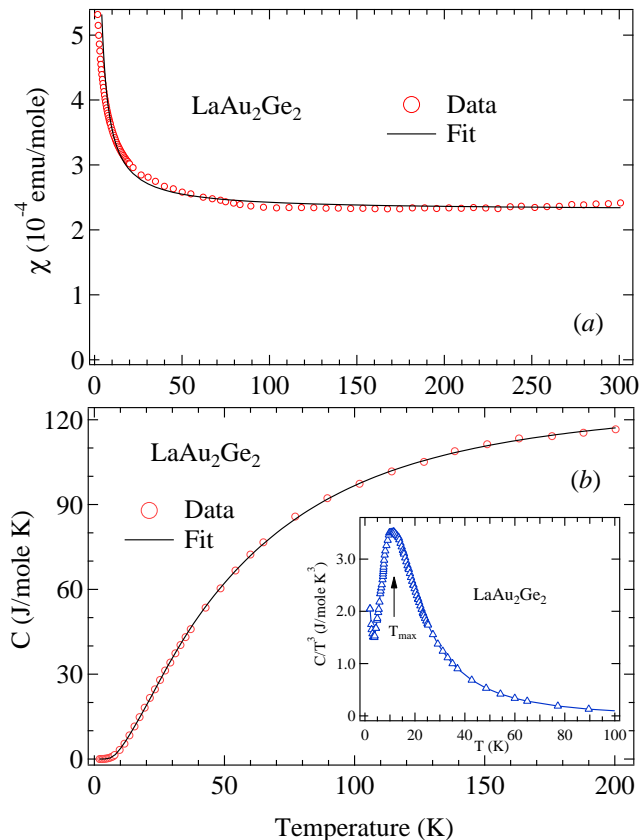 (a)
6
5
4
3
2
1
0
χ (10⁻⁴ emu/mole)
LaAu₂Ge₂
Data
Fit
0 50 100 150 200 250 300
(b)
120
90
60
30
0
C (J/mole K)
LaAu₂Ge₂
Data
Fit
3.0
2.0
1.0
0
C/T³ (J/mole K³)
LaAu₂Ge₂
Tmax
0 20 40 60 80 100
T (K)
0 50 100 150 200
Temperature (K)